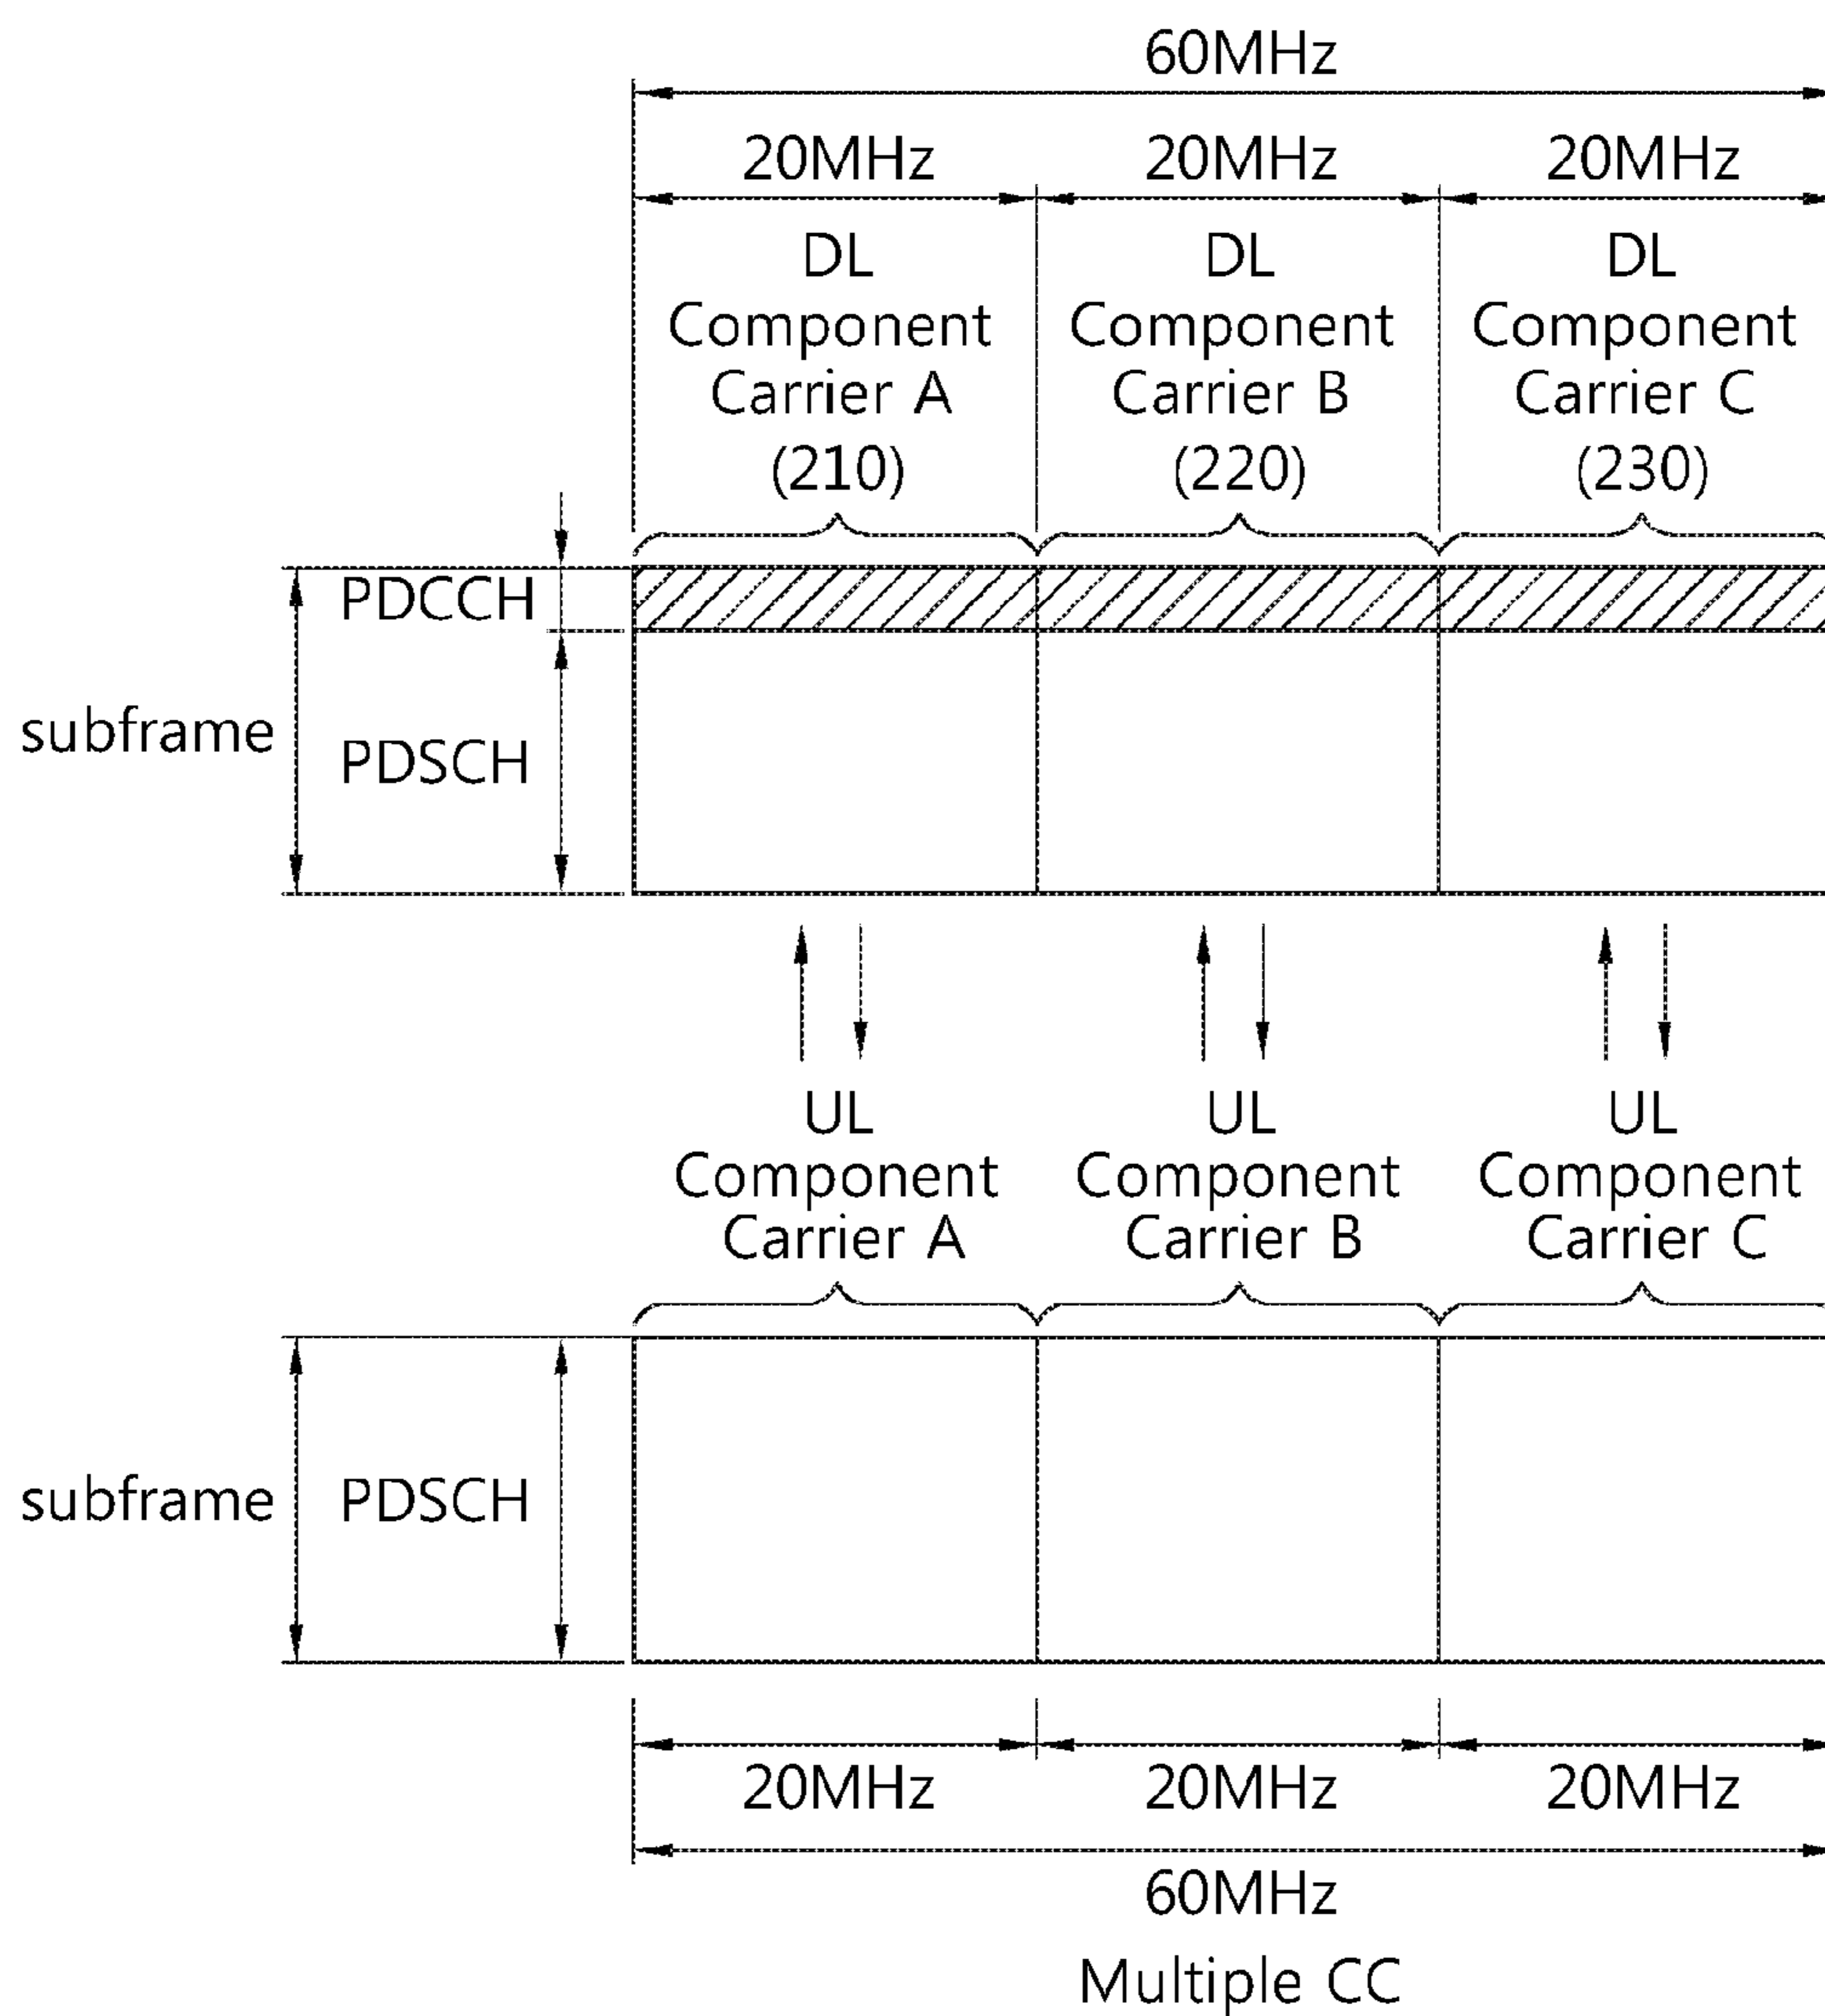 60MHz
20MHz 20MHz 20MHz
DL Component Carrier A (210)
DL Component Carrier B (220)
DL Component Carrier C (230)
PDCCH
subframe
PDSCH
UL Component Carrier A
UL Component Carrier B
UL Component Carrier C
subframe
PDSCH
20MHz 20MHz 20MHz
60MHz
Multiple CC